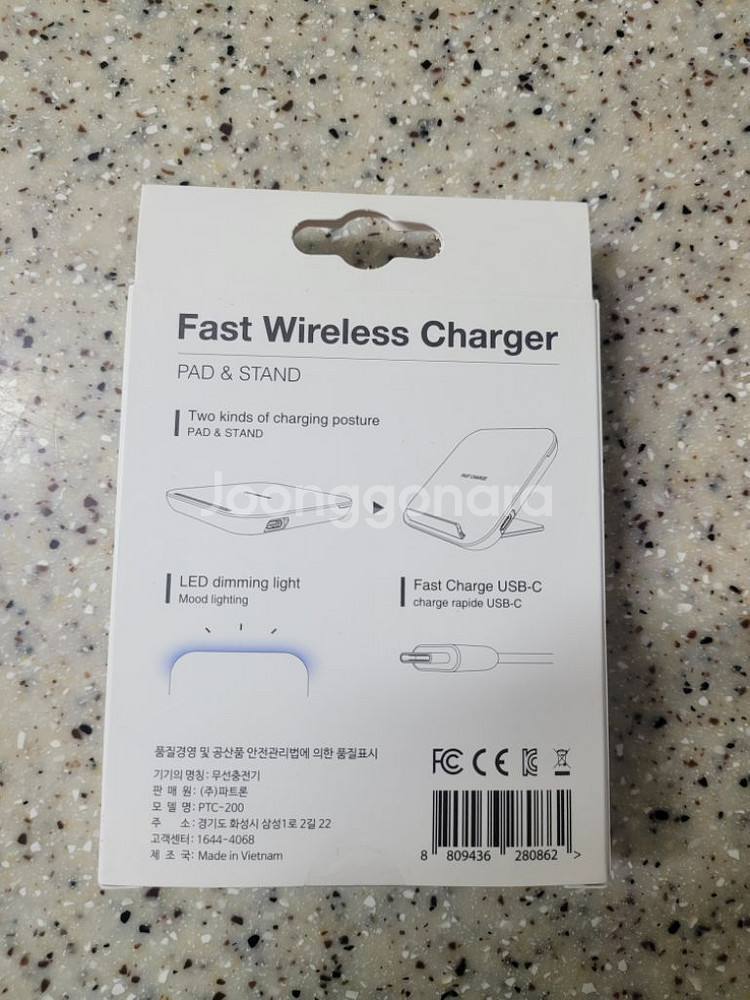 Fast Wireless Charger
PAD & STAND
Two kinds of charging posture
PAD & STAND
FAST CHARGE
Joonggonara
LED dimming light
Mood lighting
Fast Charge USB-C
charge rapide USB-C
품질경영 및 공산품 안전관리법에 의한 품질표시
기기의 명칭: 무선충전기
판 매 원: (주)파트론
모 델 명: PTC-200
주 소: 경기도 화성시 삼성1로 2길 22
고객센터: 1644-4068
제 조 국: Made in Vietnam
FC CE
8 809436 280862 >